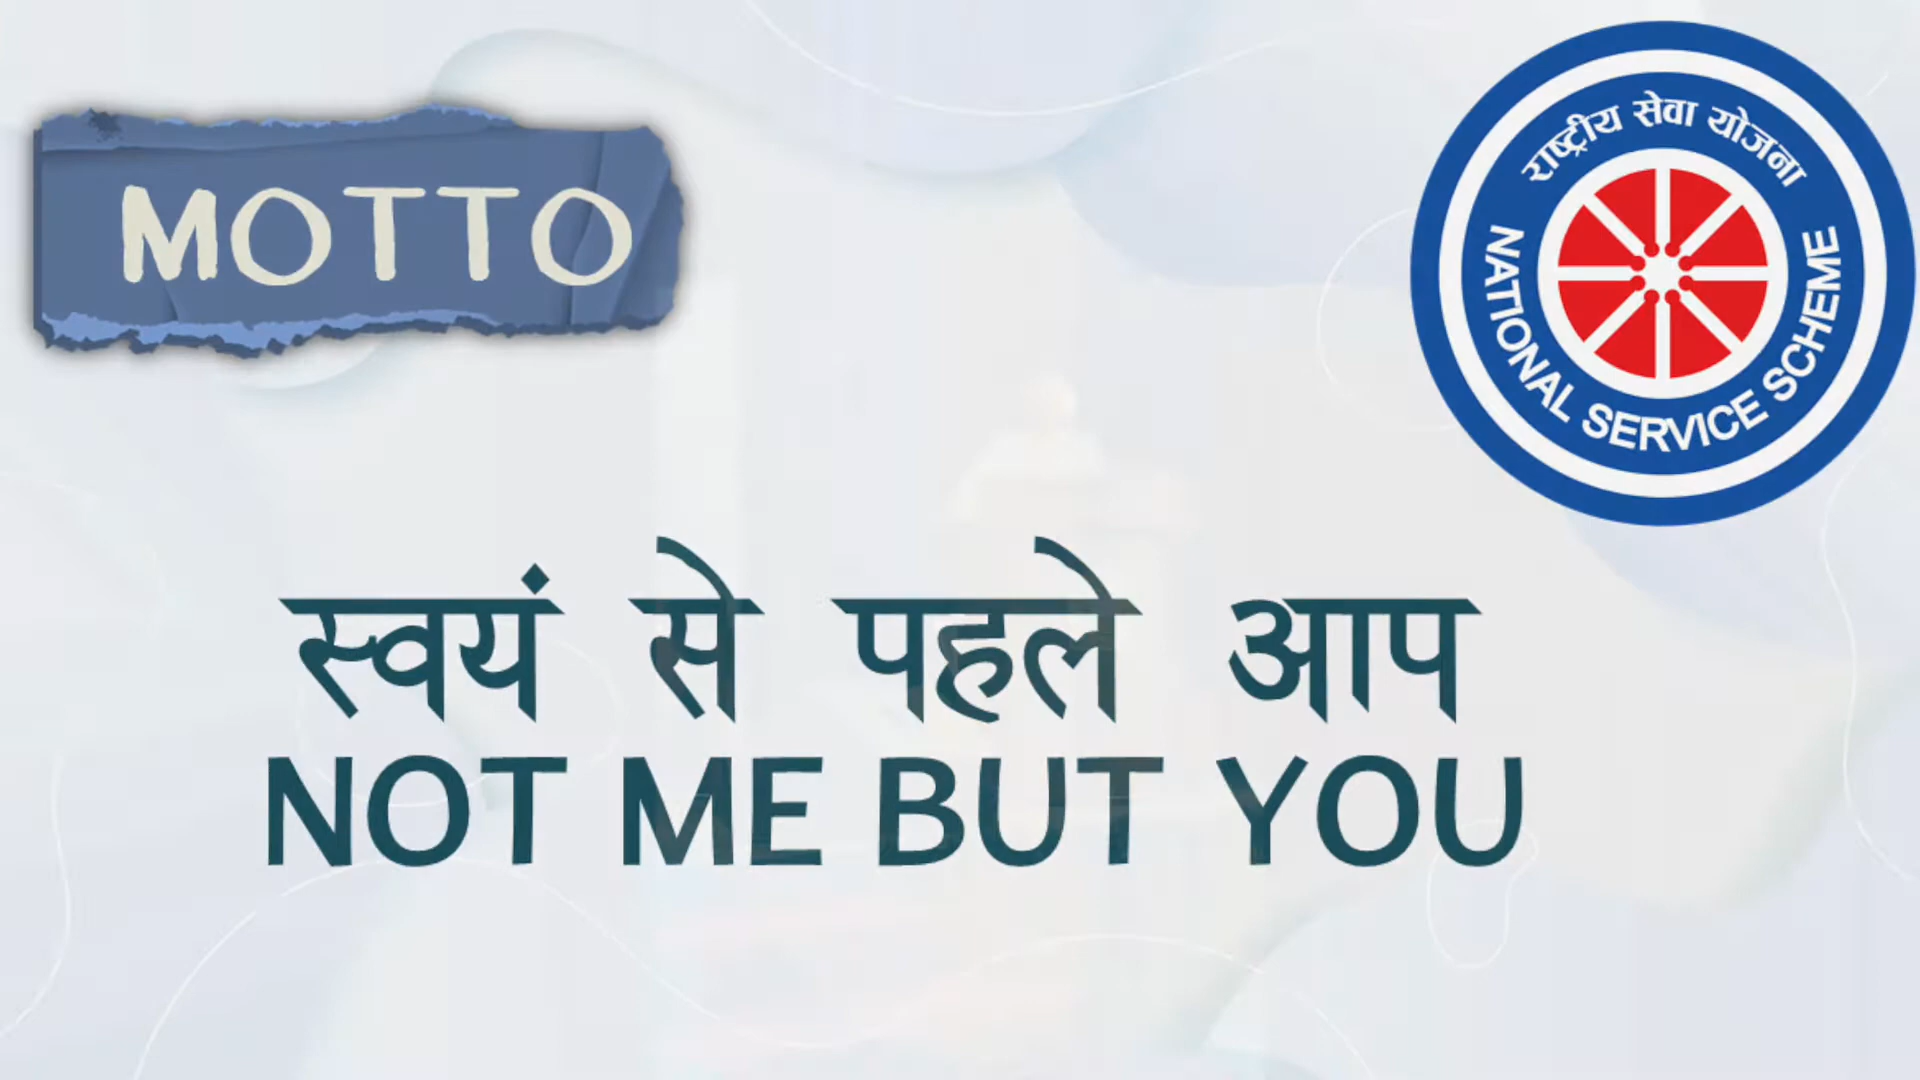 MOTTO
राष्ट्रीय सेवा योजना
NATIONAL SERVICE SCHEME
स्वयं से पहले आप
NOT ME BUT YOU